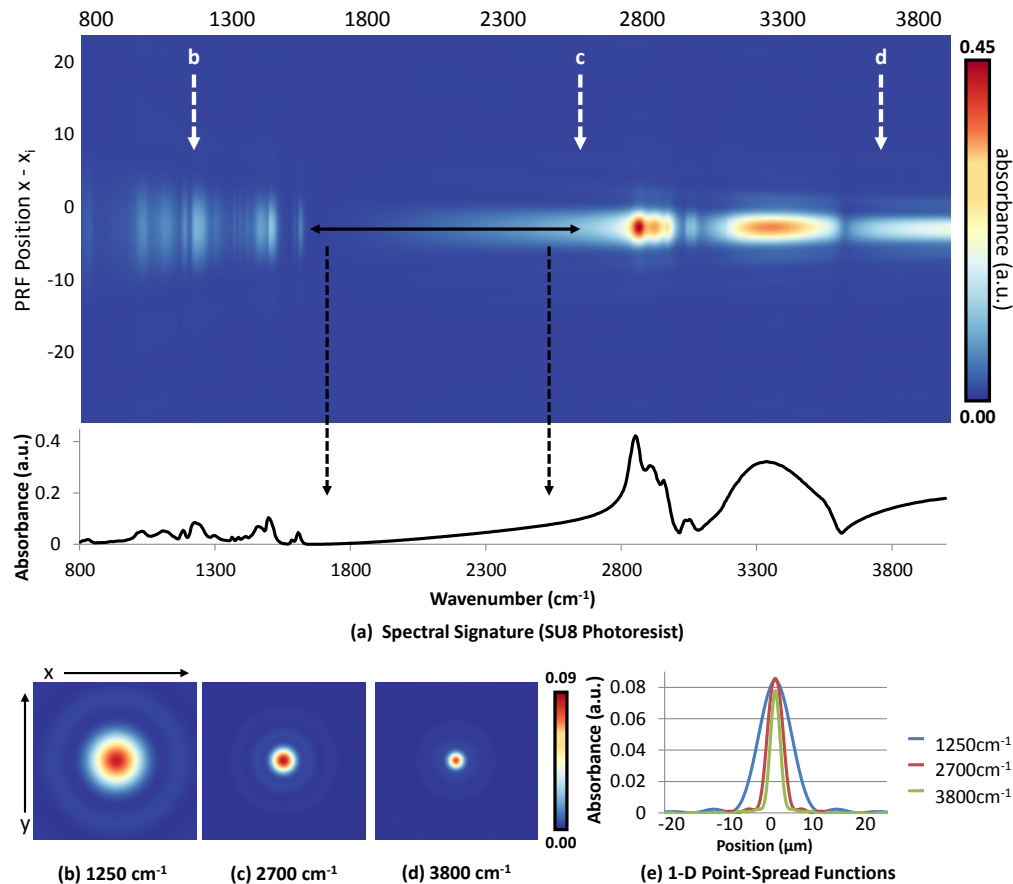 800 1300 1800 2300 2800 3300 3800
20
10
0
-10
-20
PRF Position x - xi
b
c
d
0.45
absorbance (a.u.)
0.00
0.4
0.2
0
Absorbance (a.u.)
800 1300 1800 2300 2800 3300 3800
Wavenumber (cm-1)
(a) Spectral Signature (SU8 Photoresist)
x
y
0.09
0.00
(b) 1250 cm-1
(c) 2700 cm-1
(d) 3800 cm-1
Absorbance (a.u.)
0.08
0.06
0.04
0.02
0
-20 -10 0 10 20
Position (μm)
1250cm-1
2700cm-1
3800cm-1
(e) 1-D Point-Spread Functions